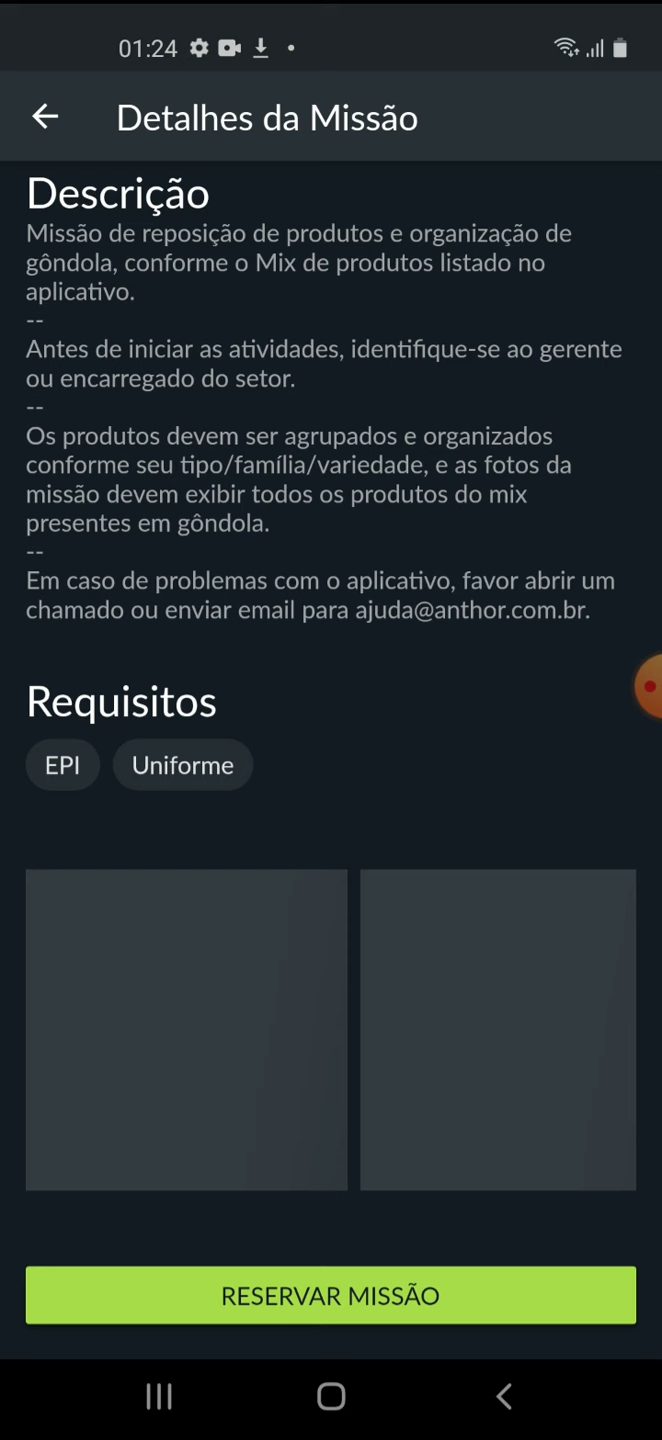 01:24
Detalhes da Missão
Descrição
Missão de reposição de produtos e organização de
gôndola, conforme o Mix de produtos listado no
aplicativo.
--
Antes de iniciar as atividades, identifique-se ao gerente
ou encarregado do setor.
--
Os produtos devem ser agrupados e organizados
conforme seu tipo/família/variedade, e as fotos da
missão devem exibir todos os produtos do mix
presentes em gôndola.
--
Em caso de problemas com o aplicativo, favor abrir um
chamado ou enviar email para ajuda@anthor.com.br.
Requisitos
EPI Uniforme
RESERVAR MISSÃO